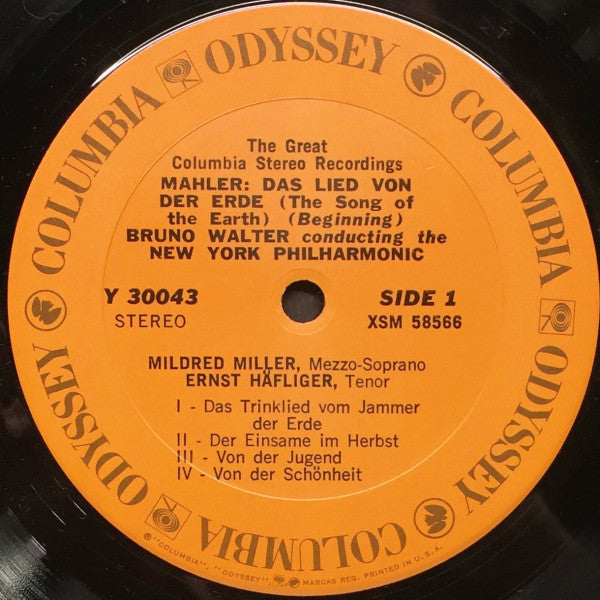 COLUMBIA ODYSSEY COLUMBIA ODYSSEY COLUMBIA ODYSSEY
The Great
Columbia Stereo Recordings
MAHLER: DAS LIED VON
DER ERDE (The Song of
the Earth) (Beginning)
BRUNO WALTER conducting the
NEW YORK PHILHARMONIC
Y 30043
STEREO
SIDE 1
XSM 58566
MILDRED MILLER, Mezzo-Soprano
ERNST HÄFLIGER, Tenor
I - Das Trinklied vom Jammer
der Erde
II - Der Einsame im Herbst
III - Von der Jugend
IV - Von der Schönheit
℗ "COLUMBIA", "ODYSSEY", MARCAS REG. PRINTED IN U.S.A.